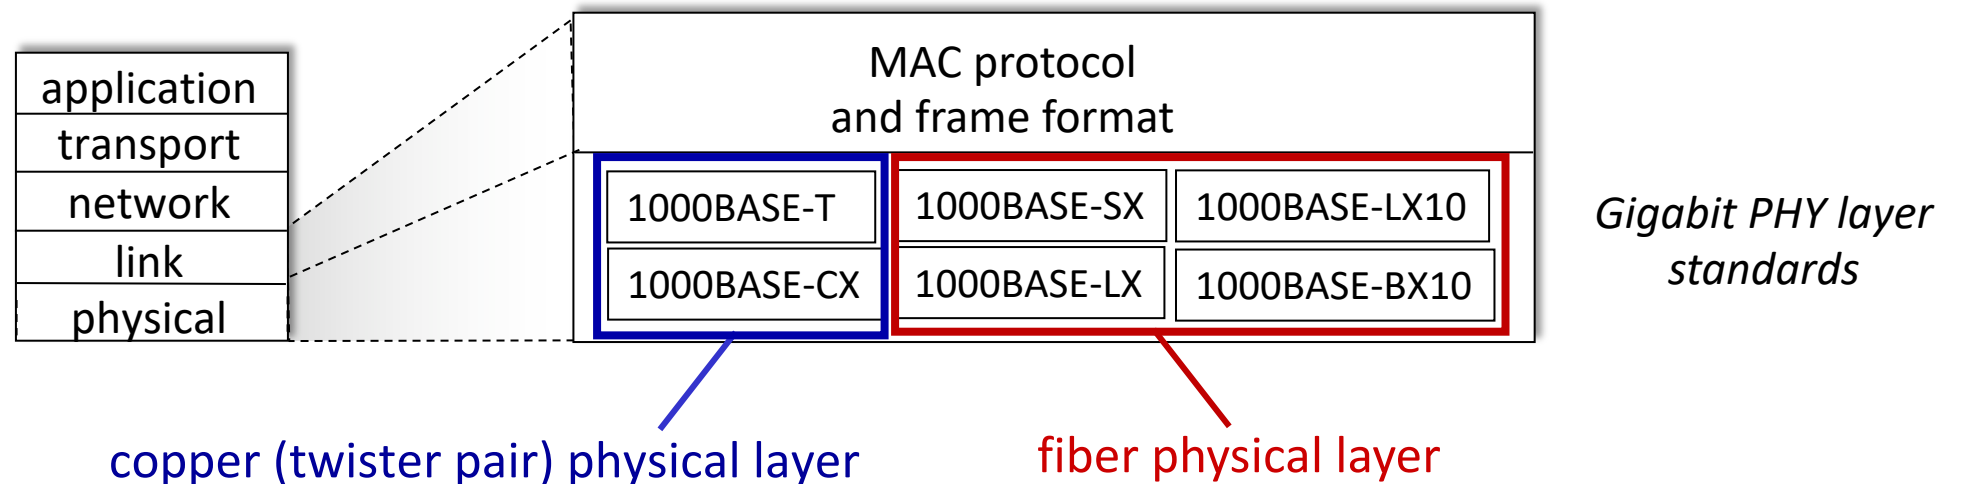 application
transport
network
link
physical
MAC protocol
and frame format
1000BASE-T
1000BASE-CX
1000BASE-SX
1000BASE-LX
1000BASE-LX10
1000BASE-BX10
Gigabit PHY layer
standards
copper (twister pair) physical layer
fiber physical layer